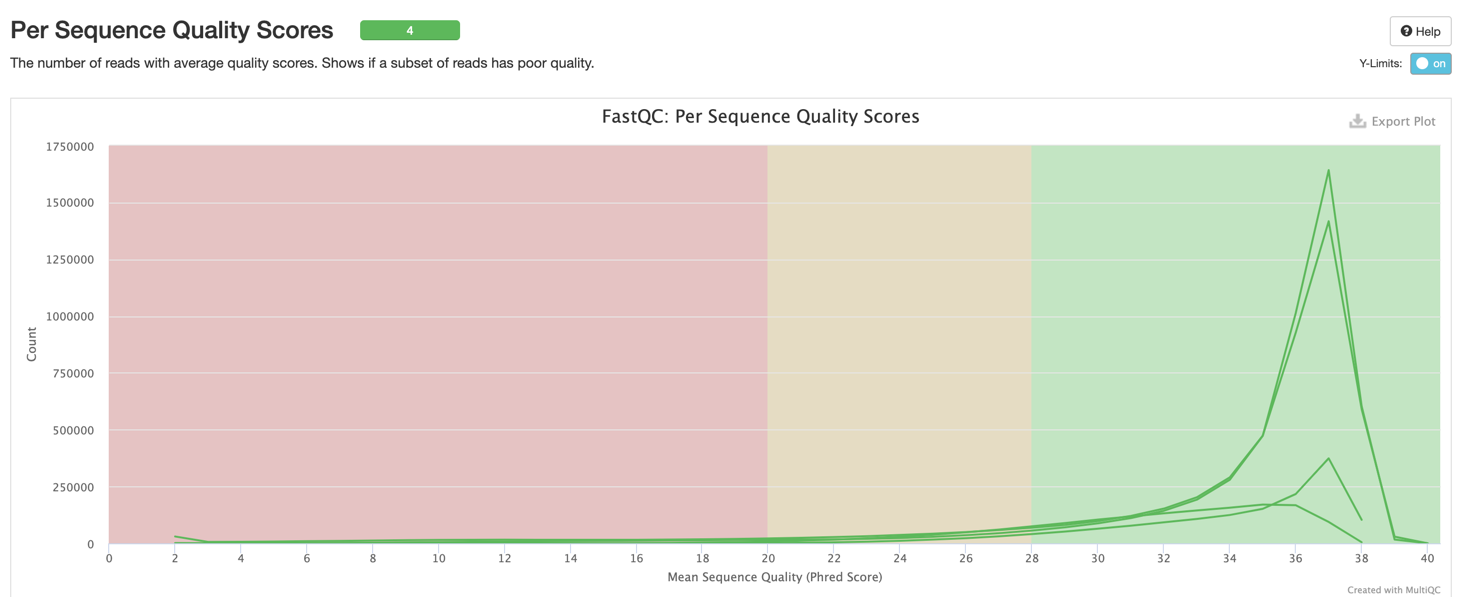 Per Sequence Quality Scores 4
Help
The number of reads with average quality scores. Shows if a subset of reads has poor quality.
Y-Limits: on
FastQC: Per Sequence Quality Scores
Export Plot
1750000
1500000
1250000
1000000
750000
500000
250000
0
Count
0 2 4 6 8 10 12 14 16 18 20 22 24 26 28 30 32 34 36 38 40
Mean Sequence Quality (Phred Score)
Created with MultiQC